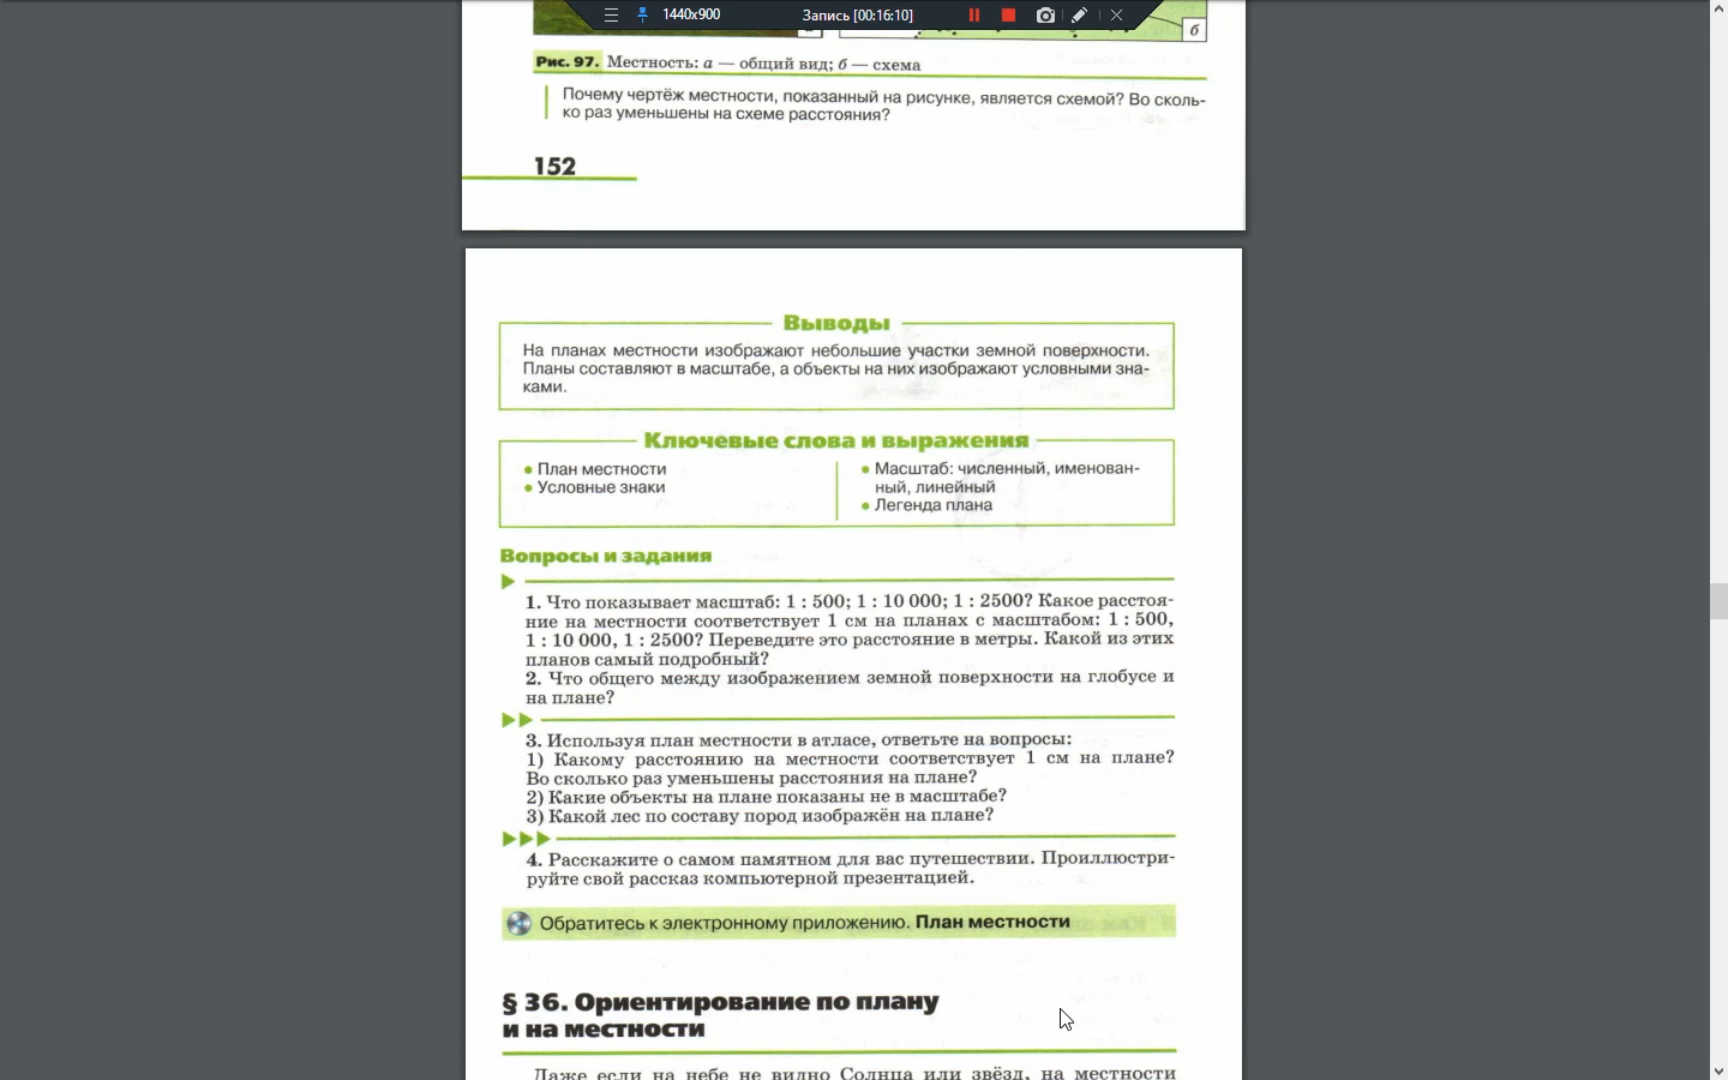 1440x900
Запись [00:16:10]
б
Рис. 97. Местность: а — общий вид; б — схема
Почему чертёж местности, показанный на рисунке, является схемой? Во сколь-
ко раз уменьшены на схеме расстояния?
152
Выводы
На планах местности изображают небольшие участки земной поверхности.
Планы составляют в масштабе, а объекты на них изображают условными зна-
ками.
Ключевые слова и выражения
• План местности
• Условные знаки
• Масштаб: численный, именован-
ный, линейный
• Легенда плана
Вопросы и задания
1. Что показывает масштаб: 1 : 500; 1 : 10 000; 1 : 2500? Какое расстоя-
ние на местности соответствует 1 см на планах с масштабом: 1 : 500,
1 : 10 000, 1 : 2500? Переведите это расстояние в метры. Какой из этих
планов самый подробный?
2. Что общего между изображением земной поверхности на глобусе и
на плане?
3. Используя план местности в атласе, ответьте на вопросы:
1) Какому расстоянию на местности соответствует 1 см на плане?
Во сколько раз уменьшены расстояния на плане?
2) Какие объекты на плане показаны не в масштабе?
3) Какой лес по составу пород изображён на плане?
4. Расскажите о самом памятном для вас путешествии. Проиллюстри-
руйте свой рассказ компьютерной презентацией.
Обратитесь к электронному приложению. План местности
§ 36. Ориентирование по плану
и на местности
Даже если на небе не видно Солнца или звёзд, на местности